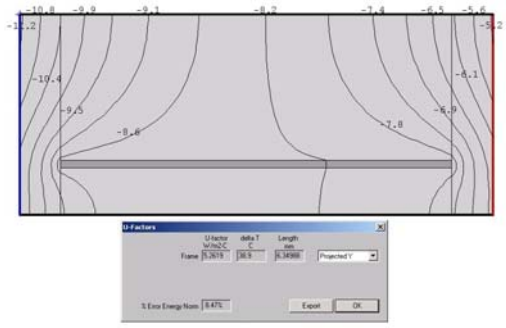 -10.8 -9.9 -9.1 -8.2 -7.4 -6.5 -5.6
-5.2
-10.4
-6.1
-9.5
-6.9
-8.6
-7.8
U-Factors
U-factor delta T Length
W/m2-C C mm
Frame 5.2619 38.9 6.34988 Projected Y
% Error Energy Norm 8.47% Export OK